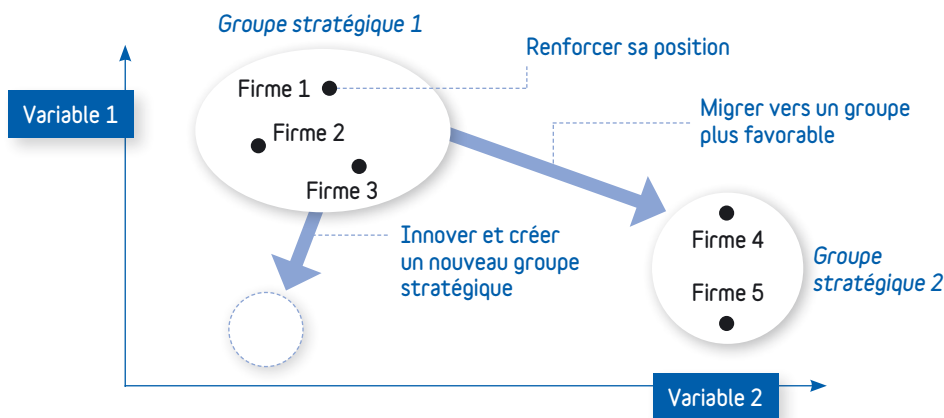 Groupe stratégique 1
Renforcer sa position
Variable 1
Firme 1
Firme 2
Firme 3
Migrer vers un groupe
plus favorable
Innover et créer
un nouveau groupe
stratégique
Firme 4
Firme 5
Groupe
stratégique 2
Variable 2